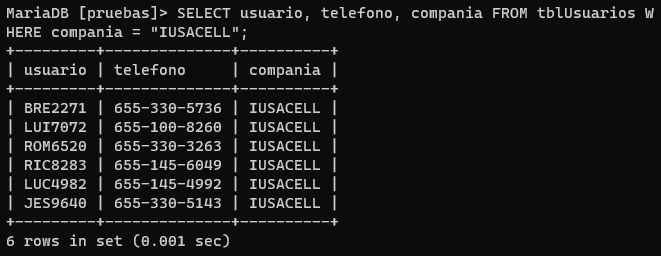 MariaDB [pruebas]> SELECT usuario, telefono, compania FROM tblUsuarios W
HERE compania = "IUSACELL";
+---------+--------------+----------+
| usuario | telefono     | compania |
+---------+--------------+----------+
| BRE2271 | 655-330-5736 | IUSACELL |
| LUI7072 | 655-100-8260 | IUSACELL |
| ROM6520 | 655-330-3263 | IUSACELL |
| RIC8283 | 655-145-6049 | IUSACELL |
| LUC4982 | 655-145-4992 | IUSACELL |
| JES9640 | 655-330-5143 | IUSACELL |
+---------+--------------+----------+
6 rows in set (0.001 sec)